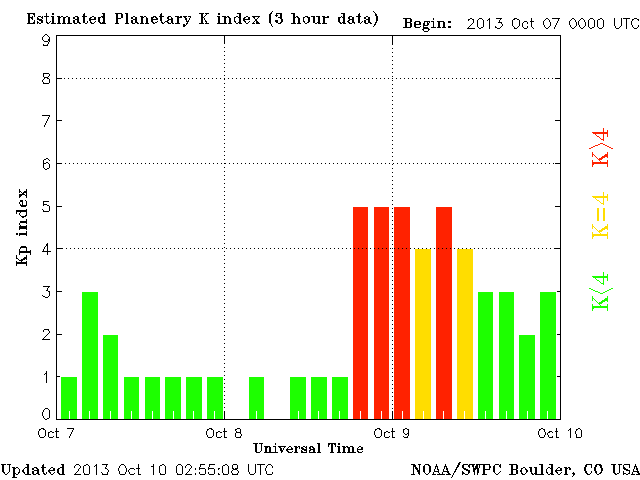 Estimated Planetary K index (3 hour data) Begin: 2013 Oct 07 0000 UTC
9
8
7
6
5
4
3
2
1
0
Kp index
K>4
K=4
K<4
Oct 7 Oct 8 Oct 9 Oct 10
Universal Time
Updated 2013 Oct 10 02:55:08 UTC NOAA/SWPC Boulder, CO USA